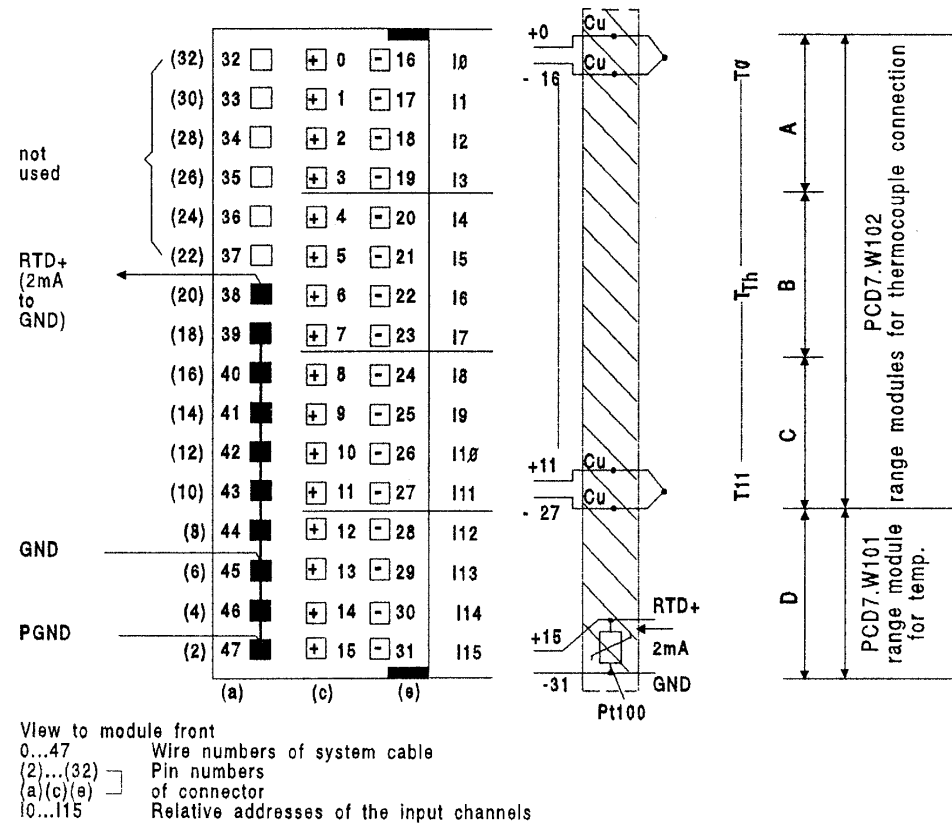 (32) 32 + 0 - 16 I0
(30) 33 + 1 - 17 I1
(28) 34 + 2 - 18 I2
(26) 35 + 3 - 19 I3
(24) 36 + 4 - 20 I4
(22) 37 + 5 - 21 I5
(20) 38 + 6 - 22 I6
(18) 39 + 7 - 23 I7
(16) 40 + 8 - 24 I8
(14) 41 + 9 - 25 I9
(12) 42 + 10 - 26 I10
(10) 43 + 11 - 27 I11
(8) 44 + 12 - 28 I12
(6) 45 + 13 - 29 I13
(4) 46 + 14 - 30 I14
(2) 47 + 15 - 31 I15
(a) (c) (e)
not
used
RTD+
(2mA
to
GND)
GND
PGND
+0
Cu
Cu
- 16
+11
Cu
Cu
- 27
+15
-31
RTD+
2mA
GND
Pt100
T0
TTh
T11
A
B
C
D
PCD7.W102
range modules for thermocouple connection
PCD7.W101
range module
for temp.
View to module front
0...47 Wire numbers of system cable
(2)...(32) Pin numbers
(a)(c)(e) of connector
I0...I15 Relative addresses of the input channels